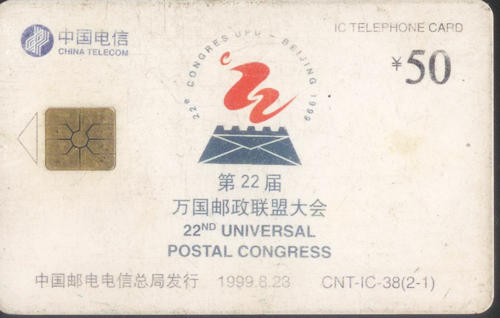 中国电信
CHINA TELECOM
IC TELEPHONE CARD
¥50
22e CONGRES UPU - BEIJING 1999
第22届
万国邮政联盟大会
22ND UNIVERSAL
POSTAL CONGRESS
中国邮电电信总局发行 1999.8.23 CNT-IC-38(2-1)